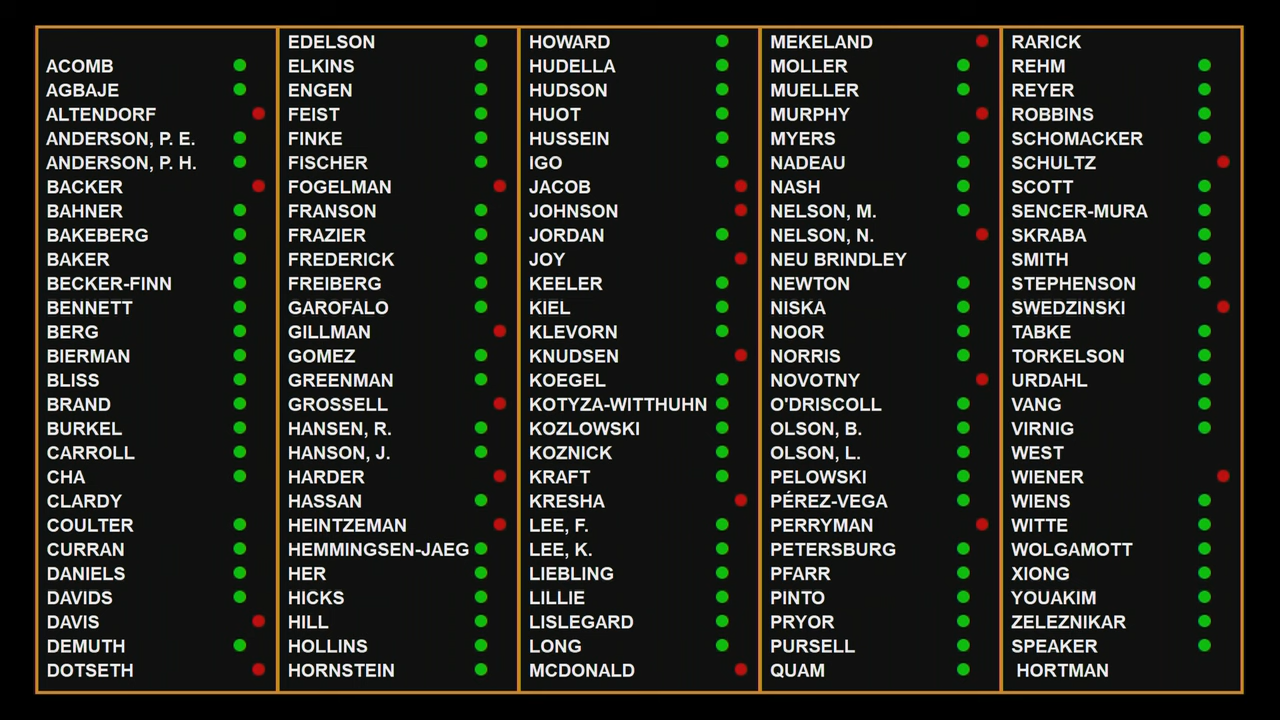 ACOMB
AGBAJE
ALTENDORF
ANDERSON, P. E.
ANDERSON, P. H.
BACKER
BAHNER
BAKEBERG
BAKER
BECKER-FINN
BENNETT
BERG
BIERMAN
BLISS
BRAND
BURKEL
CARROLL
CHA
CLARDY
COULTER
CURRAN
DANIELS
DAVIDS
DAVIS
DEMUTH
DOTSETH
EDELSON
ELKINS
ENGEN
FEIST
FINKE
FISCHER
FOGELMAN
FRANSON
FRAZIER
FREDERICK
FREIBERG
GAROFALO
GILLMAN
GOMEZ
GREENMAN
GROSSELL
HANSEN, R.
HANSON, J.
HARDER
HASSAN
HEINTZEMAN
HEMMINGSEN-JAEG
HER
HICKS
HILL
HOLLINS
HORNSTEIN
HOWARD
HUDELLA
HUDSON
HUOT
HUSSEIN
IGO
JACOB
JOHNSON
JORDAN
JOY
KEELER
KIEL
KLEVORN
KNUDSEN
KOEGEL
KOTYZA-WITTHUHN
KOZLOWSKI
KOZNICK
KRAFT
KRESHA
LEE, F.
LEE, K.
LIEBLING
LILLIE
LISLEGARD
LONG
MCDONALD
MEKELAND
MOLLER
MUELLER
MURPHY
MYERS
NADEAU
NASH
NELSON, M.
NELSON, N.
NEU BRINDLEY
NEWTON
NISKA
NOOR
NORRIS
NOVOTNY
O'DRISCOLL
OLSON, B.
OLSON, L.
PELOWSKI
PÉREZ-VEGA
PERRYMAN
PETERSBURG
PFARR
PINTO
PRYOR
PURSELL
QUAM
RARICK
REHM
REYER
ROBBINS
SCHOMACKER
SCHULTZ
SCOTT
SENCER-MURA
SKRABA
SMITH
STEPHENSON
SWEDZINSKI
TABKE
TORKELSON
URDAHL
VANG
VIRNIG
WEST
WIENER
WIENS
WITTE
WOLGAMOTT
XIONG
YOUAKIM
ZELEZNIKAR
SPEAKER
HORTMAN